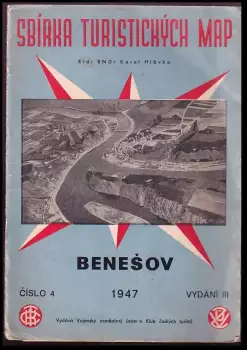 SBÍRKA TURISTICKÝCH MAP
Řídí RNDr Karel Hlávka
BENEŠOV
ČÍSLO 4
1947
VYDÁNÍ III
Vydává Vojenský zeměpisný ústav a Klub českých turistů